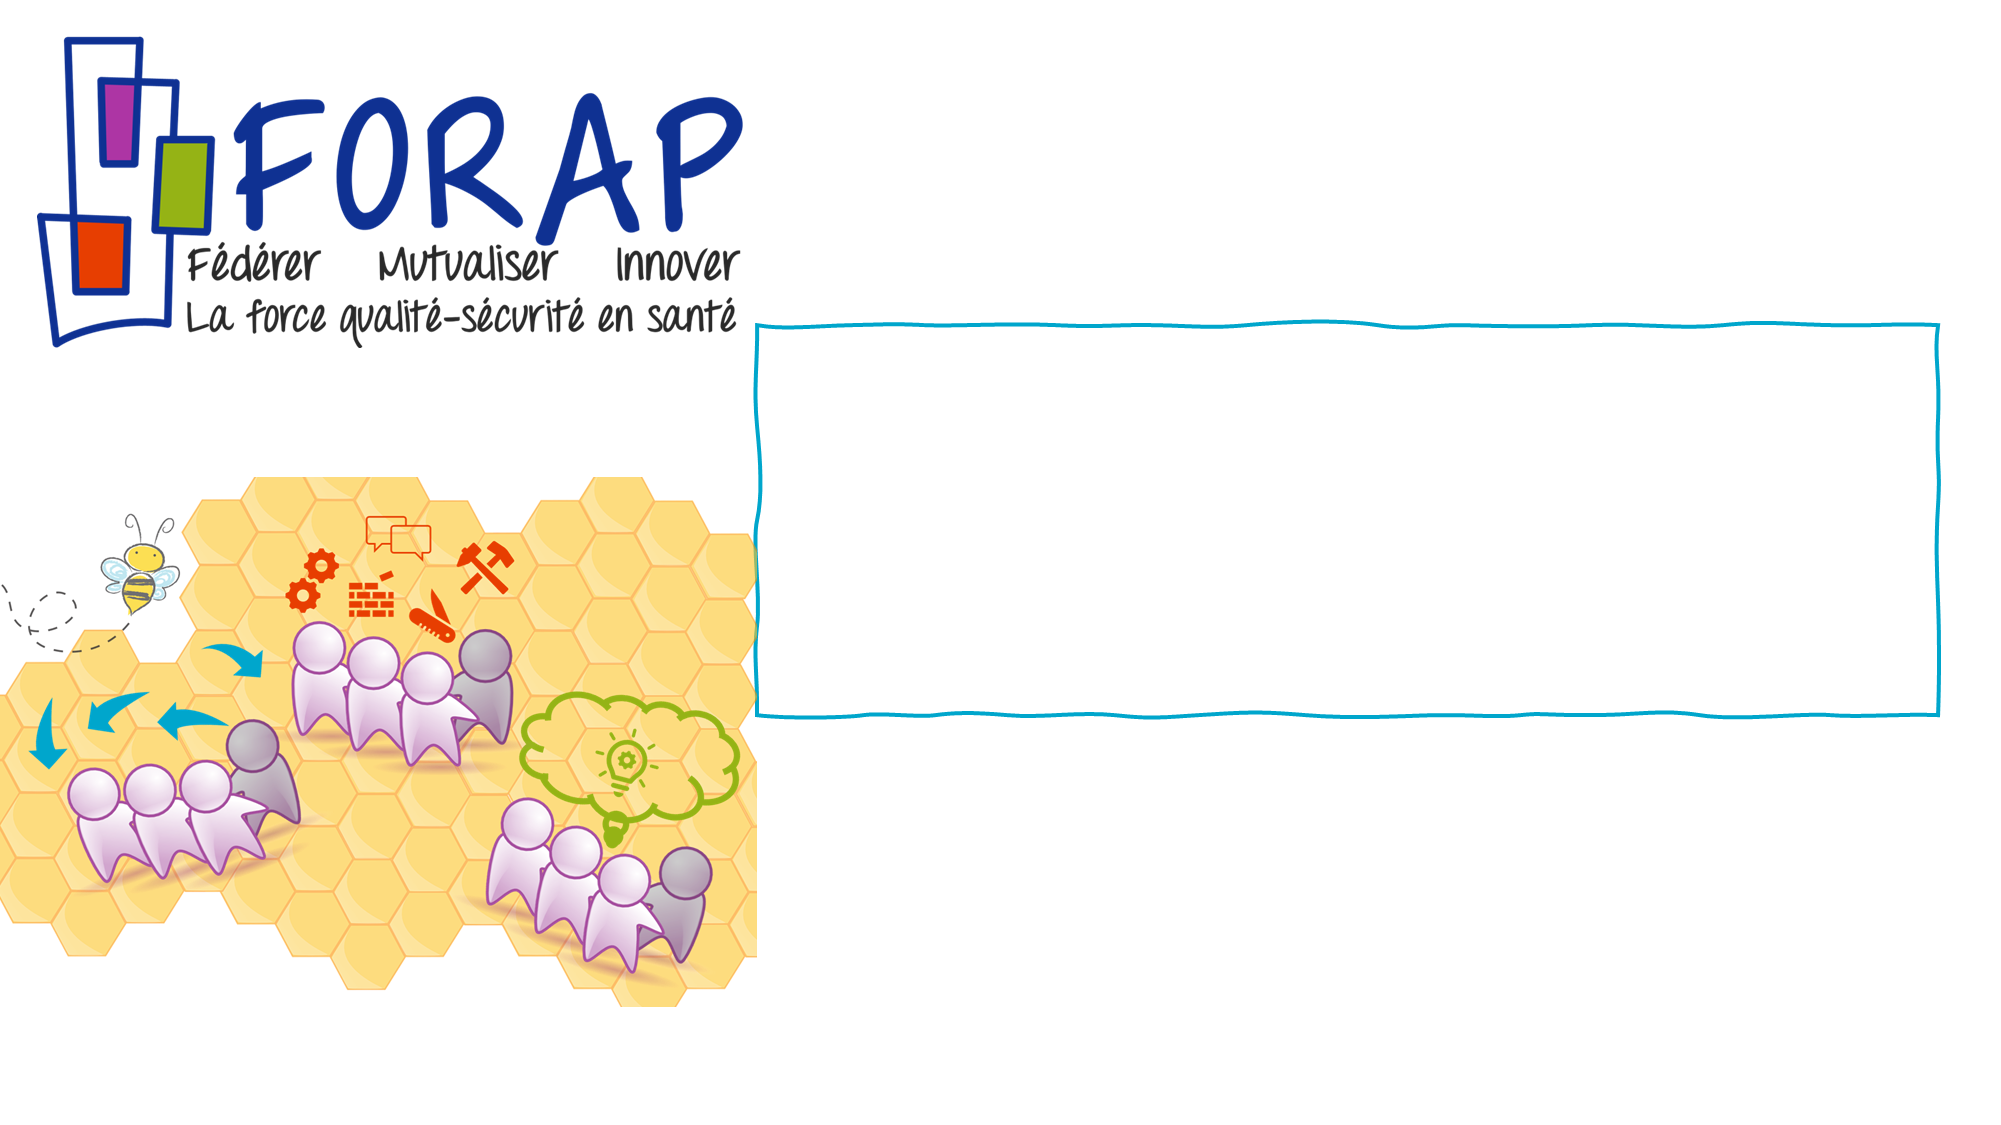 FORAP
Fédérer Mutualiser Innover
La force qualité-sécurité en santé